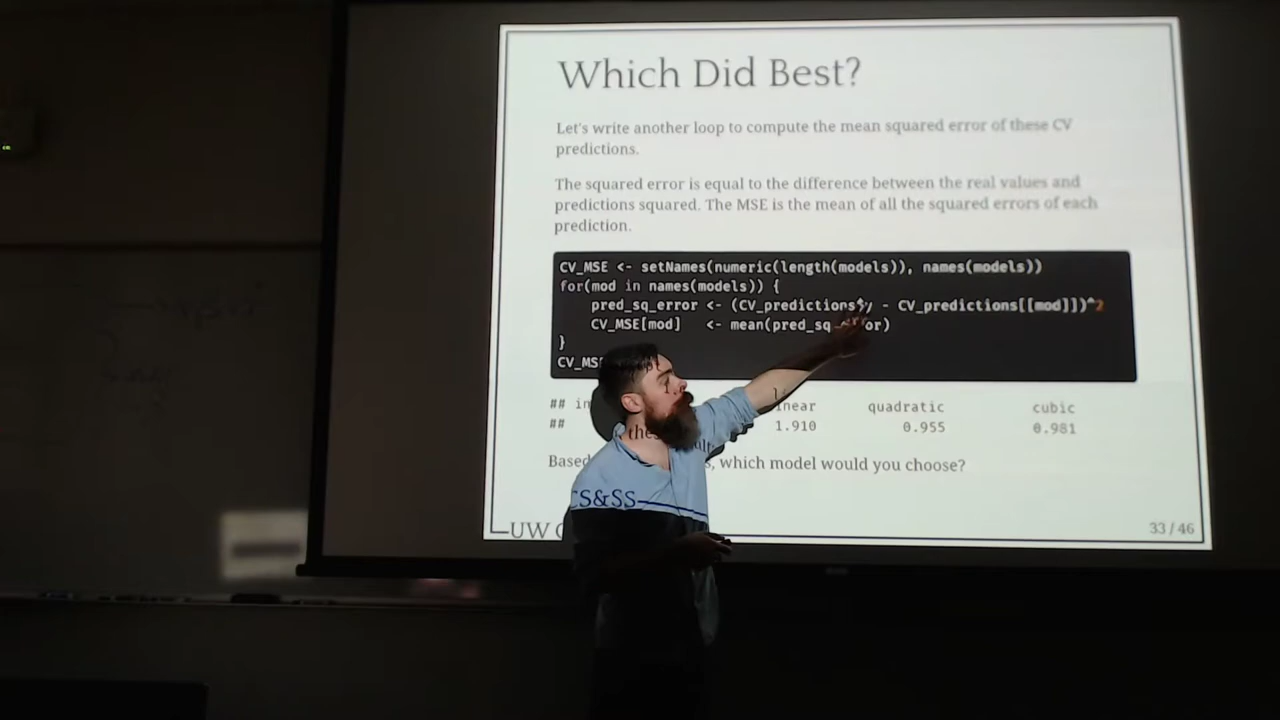 Which Did Best?
Let's write another loop to compute the mean squared error of these CV
predictions.
The squared error is equal to the difference between the real values and
predictions squared. The MSE is the mean of all the squared errors of each
prediction.
CV_MSE <- setNames(numeric(length(models)), names(models))
for(mod in names(models)) {
pred_sq_error <- (CV_predictions$y - CV_predictions[[mod]])^2
CV_MSE[mod] <- mean(pred_sq_error)
}
CV_MSE
## in linear quadratic cubic
## 1.910 0.955 0.981
Based these results, which model would you choose?
UW CS&SS
33 / 46